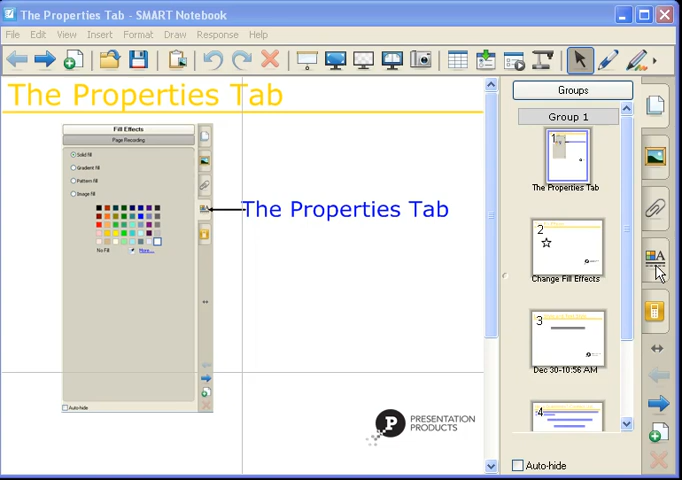 The Properties Tab - SMART Notebook
File Edit View Insert Format Draw Response Help
The Properties Tab
Fill Effects
Page Recording
Solid fill
Gradient fill
Pattern fill
Image fill
No Fill
More...
Auto-hide
The Properties Tab
P
PRESENTATION
PRODUCTS
Groups
Group 1
1
The Properties Tab
2
Change Fill Effects
3
Dec 30-10:56 AM
4
Auto-hide